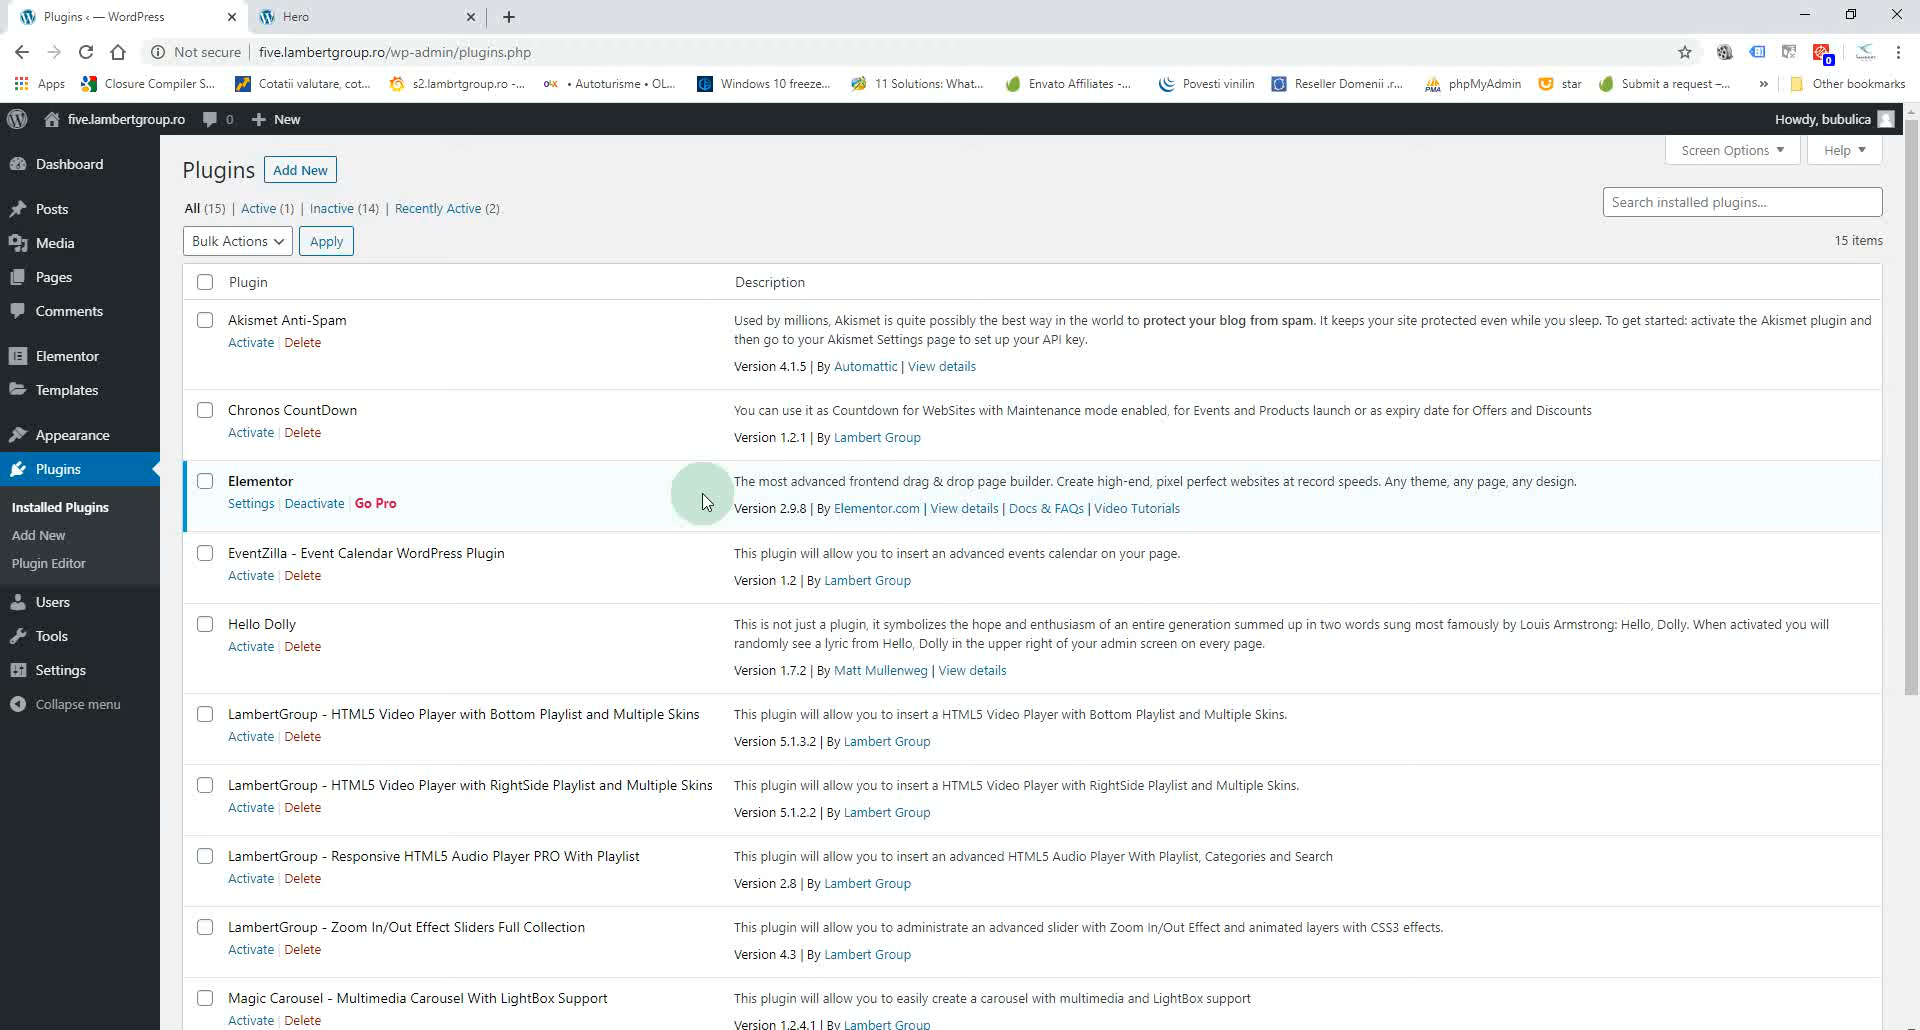 Plugins ‹ — WordPress
Hero
Not secure
five.lambertgroup.ro/wp-admin/plugins.php
0
Apps
Closure Compiler S...
Cotatii valutare, cot...
s2.lambrtgroup.ro -...
olx
• Autoturisme • OL...
Windows 10 freeze...
11 Solutions: What...
Envato Affiliates -...
Povesti vinilin
Reseller Domenii .r...
PMA
phpMyAdmin
star
Submit a request –...
»
Other bookmarks
five.lambertgroup.ro
0
New
Howdy, bubulica
Dashboard
Posts
Media
Pages
Comments
Elementor
Templates
Appearance
Plugins
Installed Plugins
Add New
Plugin Editor
Users
Tools
Settings
Collapse menu
Screen Options
Help
Plugins
Add New
All (15) | Active (1) | Inactive (14) | Recently Active (2)
Search installed plugins...
Bulk Actions
Apply
15 items
Plugin
Description
Akismet Anti-Spam
Activate | Delete
Used by millions, Akismet is quite possibly the best way in the world to protect your blog from spam. It keeps your site protected even while you sleep. To get started: activate the Akismet plugin and
then go to your Akismet Settings page to set up your API key.
Version 4.1.5 | By Automattic | View details
Chronos CountDown
Activate | Delete
You can use it as Countdown for WebSites with Maintenance mode enabled, for Events and Products launch or as expiry date for Offers and Discounts
Version 1.2.1 | By Lambert Group
Elementor
Settings | Deactivate | Go Pro
The most advanced frontend drag & drop page builder. Create high-end, pixel perfect websites at record speeds. Any theme, any page, any design.
Version 2.9.8 | By Elementor.com | View details | Docs & FAQs | Video Tutorials
EventZilla - Event Calendar WordPress Plugin
Activate | Delete
This plugin will allow you to insert an advanced events calendar on your page.
Version 1.2 | By Lambert Group
Hello Dolly
Activate | Delete
This is not just a plugin, it symbolizes the hope and enthusiasm of an entire generation summed up in two words sung most famously by Louis Armstrong: Hello, Dolly. When activated you will
randomly see a lyric from Hello, Dolly in the upper right of your admin screen on every page.
Version 1.7.2 | By Matt Mullenweg | View details
LambertGroup - HTML5 Video Player with Bottom Playlist and Multiple Skins
Activate | Delete
This plugin will allow you to insert a HTML5 Video Player with Bottom Playlist and Multiple Skins.
Version 5.1.3.2 | By Lambert Group
LambertGroup - HTML5 Video Player with RightSide Playlist and Multiple Skins
Activate | Delete
This plugin will allow you to insert a HTML5 Video Player with RightSide Playlist and Multiple Skins.
Version 5.1.2.2 | By Lambert Group
LambertGroup - Responsive HTML5 Audio Player PRO With Playlist
Activate | Delete
This plugin will allow you to insert an advanced HTML5 Audio Player With Playlist, Categories and Search
Version 2.8 | By Lambert Group
LambertGroup - Zoom In/Out Effect Sliders Full Collection
Activate | Delete
This plugin will allow you to administrate an advanced slider with Zoom In/Out Effect and animated layers with CSS3 effects.
Version 4.3 | By Lambert Group
Magic Carousel - Multimedia Carousel With LightBox Support
Activate | Delete
This plugin will allow you to easily create a carousel with multimedia and LightBox support
Version 1.2.4.1 | By Lambert Group